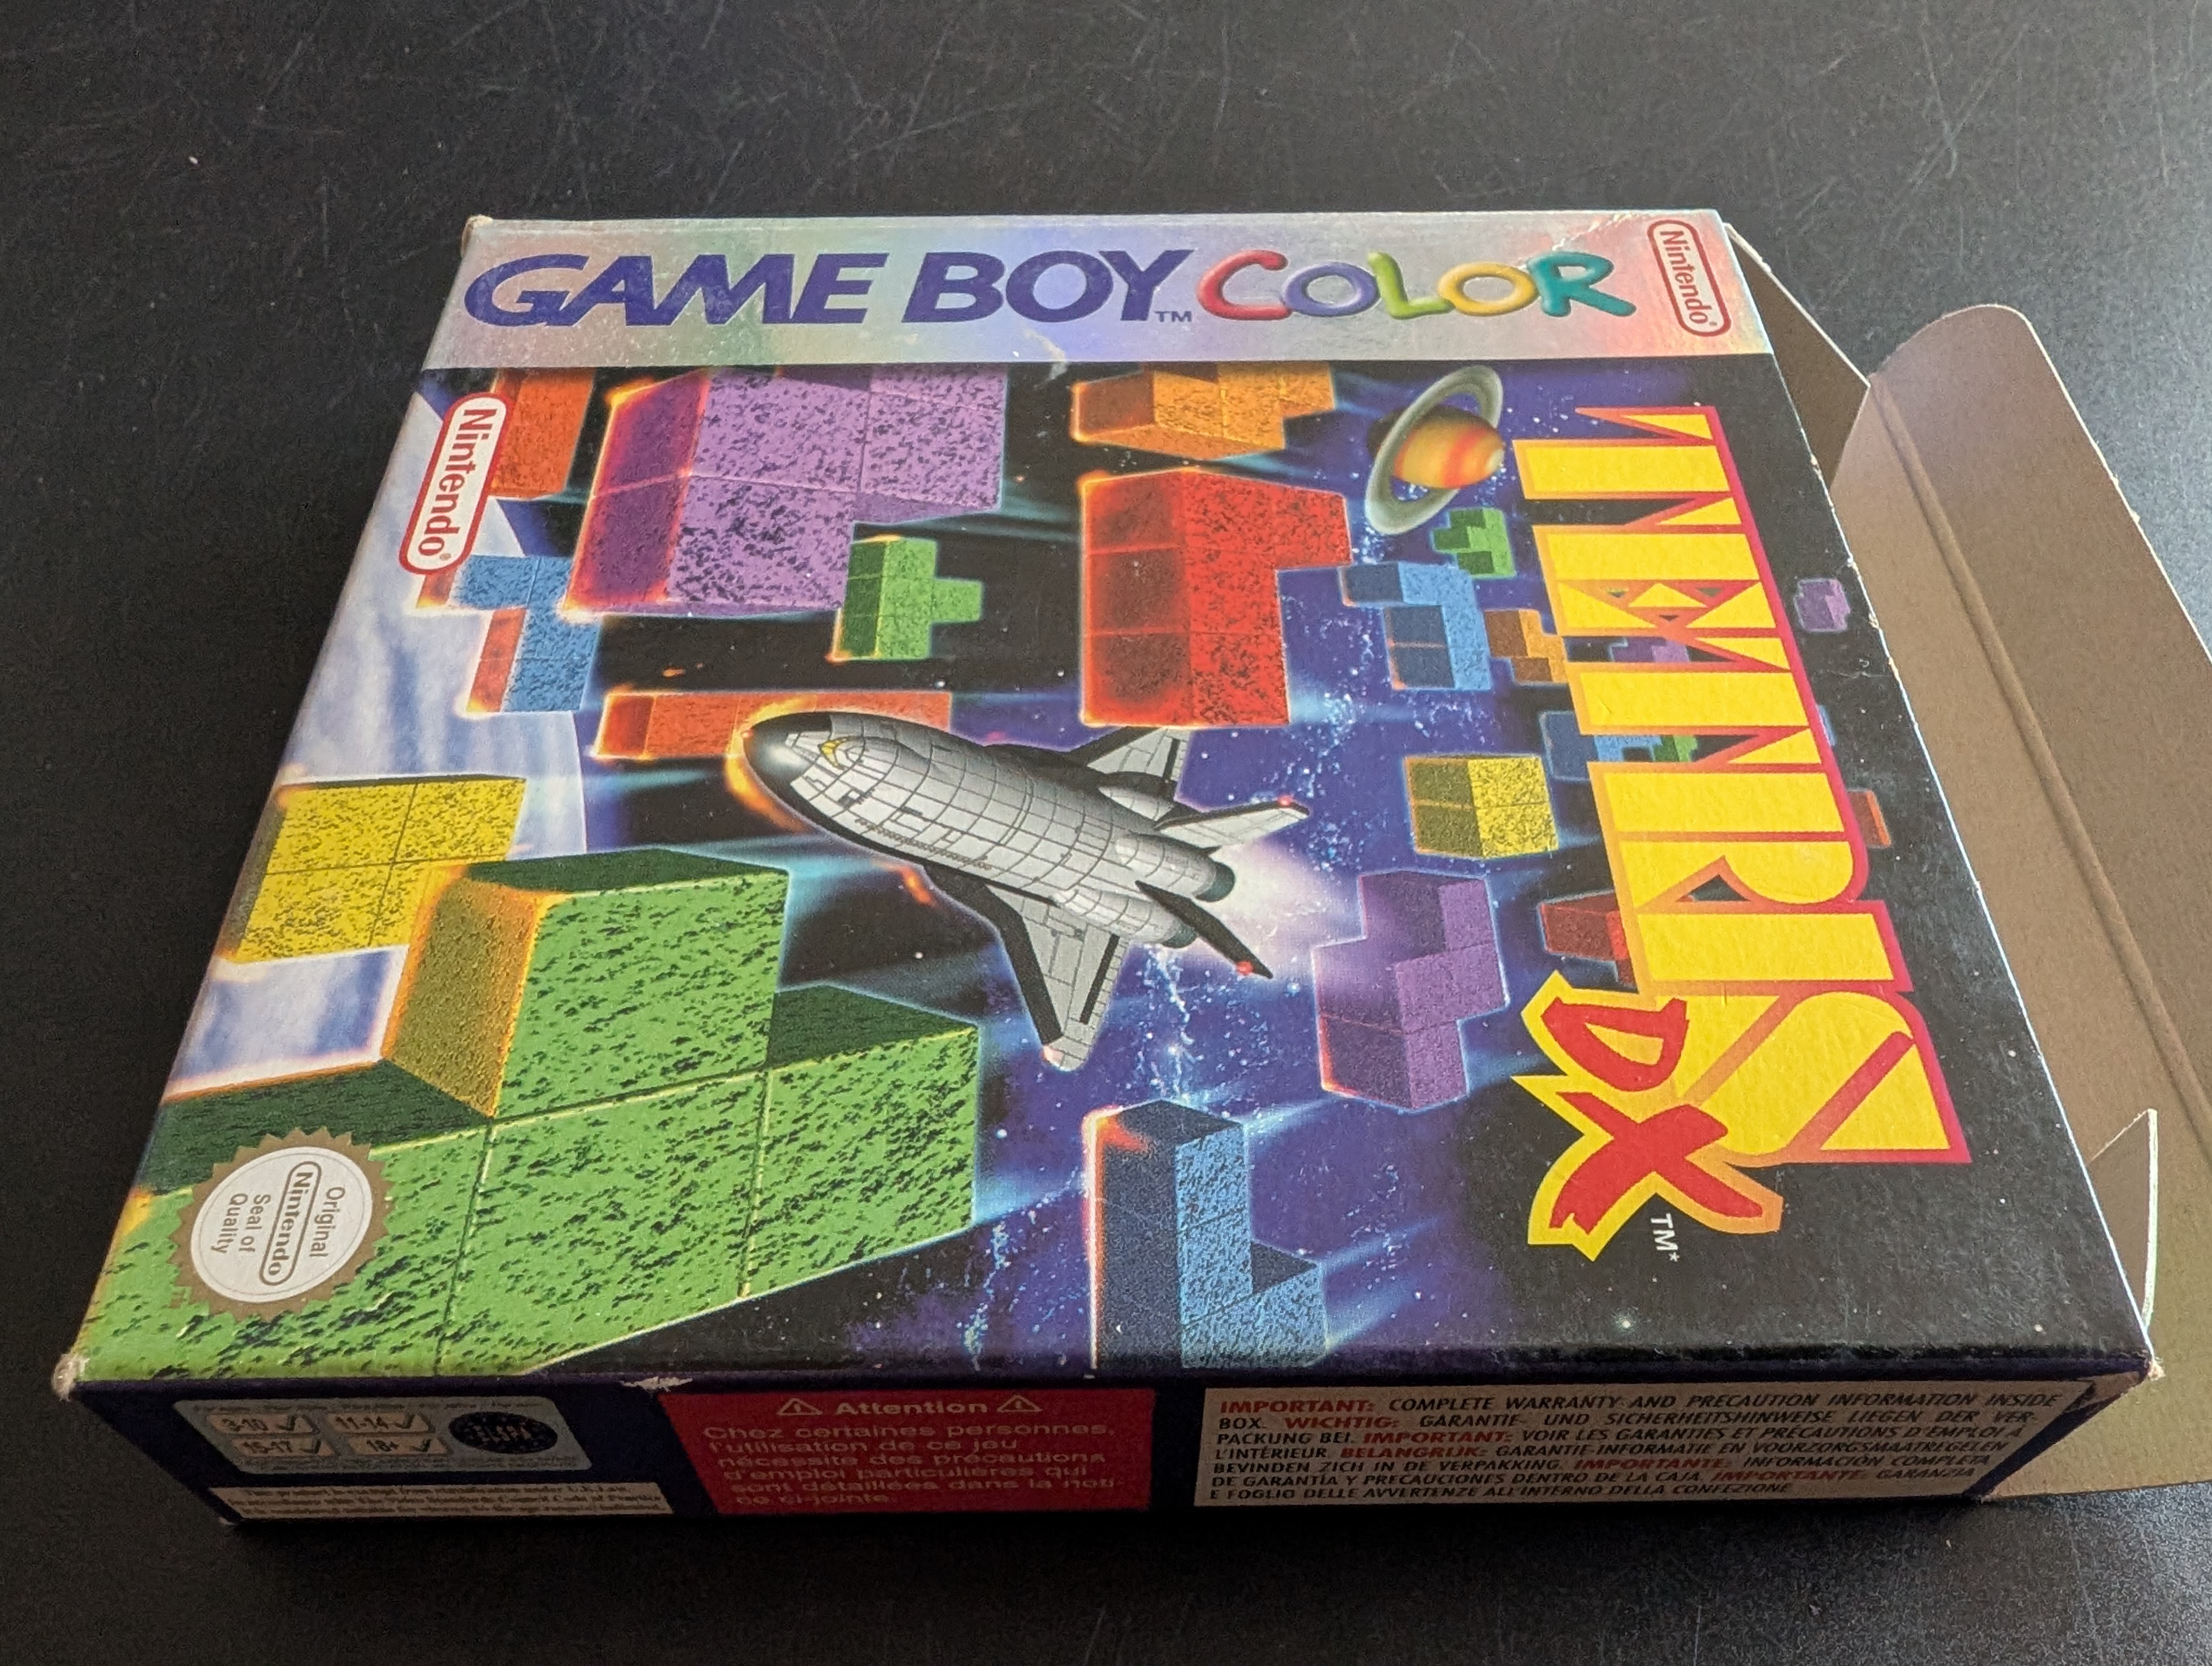 GAME BOY™ COLOR
Nintendo®
Nintendo®
TETRIS
DX
TM*
Original
Nintendo
Seal of
Quality
3-10 ✓ 11-14 ✓
15-17 ✓ 18+ ✓
Attention
Chez certaines personnes,
l'utilisation de ce jeu
nécessite des précautions
d'emploi particulières qui
sont détaillées dans la noti-
ce ci-jointe.
IMPORTANT: COMPLETE WARRANTY AND PRECAUTION INFORMATION INSIDE
BOX. WICHTIG: GARANTIE- UND SICHERHEITSHINWEISE LIEGEN DER VER-
PACKUNG BEI. IMPORTANT: VOIR LES GARANTIES ET PRÉCAUTIONS D'EMPLOI À
L'INTÉRIEUR. BELANGRIJK: GARANTIE-INFORMATIE EN VOORZORGSMAATREGELEN
BEVINDEN ZICH IN DE VERPAKKING. IMPORTANTE: INFORMACIÓN COMPLETA
DE GARANTÍA Y PRECAUCIONES DENTRO DE LA CAJA. IMPORTANTE: GARANZIA
E FOGLIO DELLE AVVERTENZE ALL'INTERNO DELLA CONFEZIONE